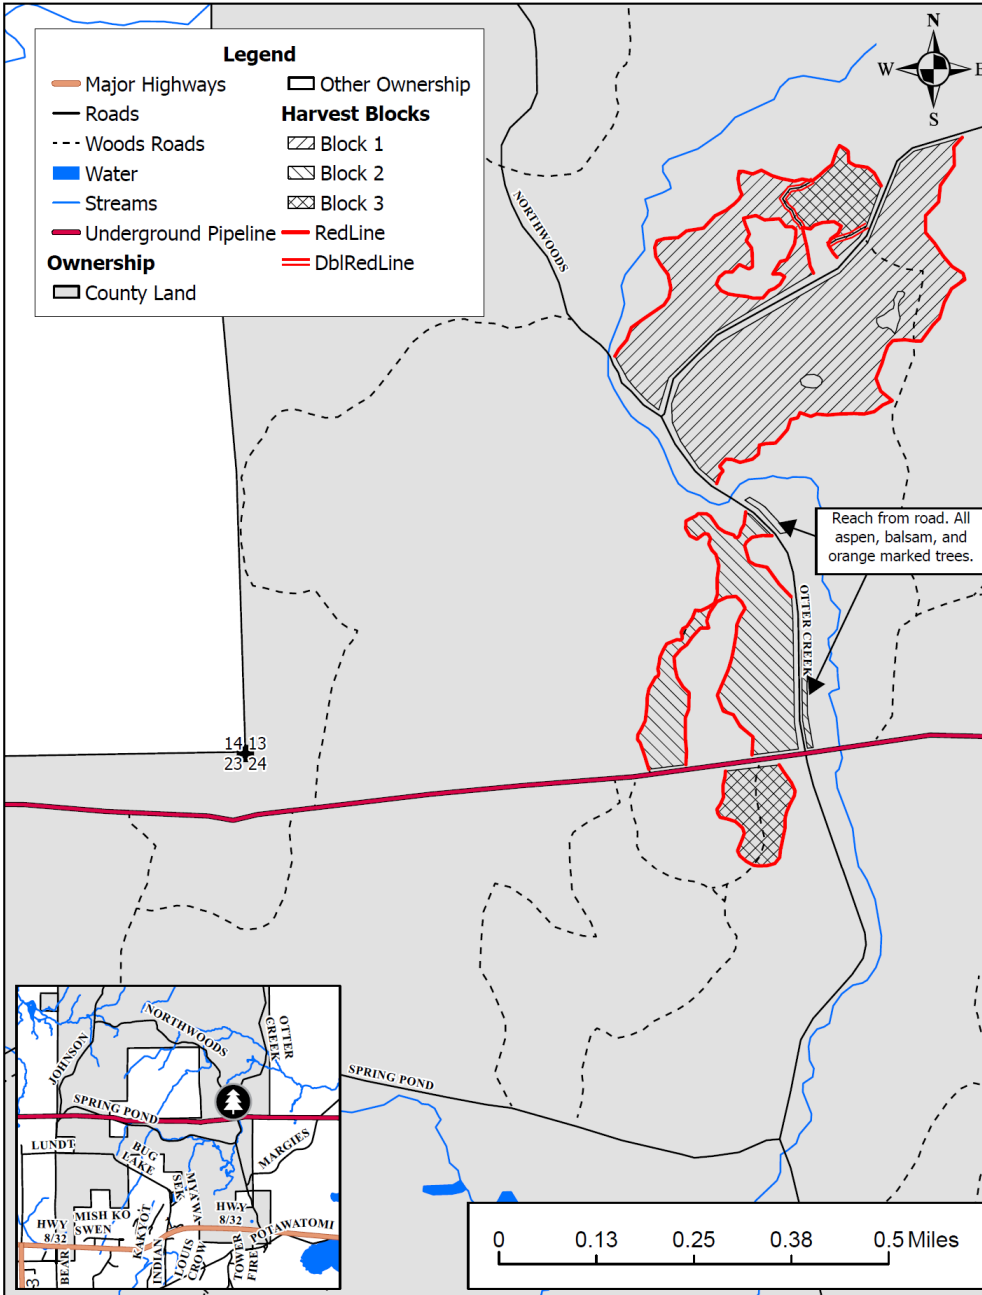 Legend
Major Highways
Roads
Woods Roads
Water
Streams
Underground Pipeline
Ownership
County Land
Other Ownership
Harvest Blocks
Block 1
Block 2
Block 3
RedLine
DblRedLine
N
W
E
S
NORTHWOODS
Reach from road. All
aspen, balsam, and
orange marked trees.
OTTER CREEK
14 13
23 24
SPRING POND
NORTHWOODS
OTTER
CREEK
JOHNSON
SPRING POND
LUNDT
BUG
LAKE
MARGIES
SEK
MYAWA
MISH KO
SWEN
KAKYOT
HWY
8/32
HWY
8/32
POTAWATOMI
BEAR
INDIAN
LOUIS
CROW
TOWER
FIRE
0 0.13 0.25 0.38 0.5 Miles